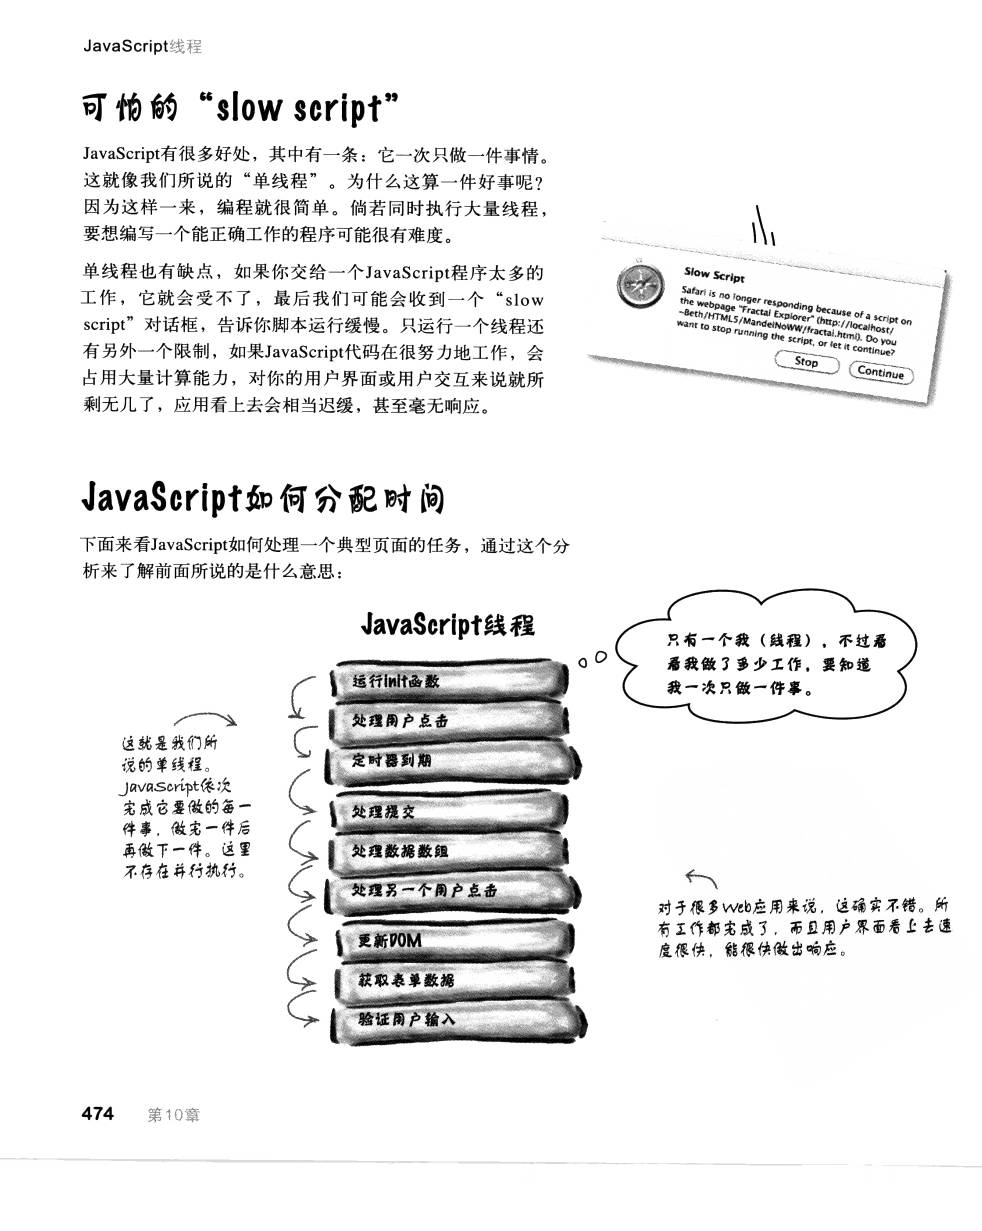 JavaScript线程
可怕的“slow script”
JavaScript有很多好处，其中有一条：它一次只做一件事情。
这就像我们所说的“单线程”。为什么这算一件好事呢？
因为这样一来，编程就很简单。倘若同时执行大量线程，
要想编写一个能正确工作的程序可能很有难度。
单线程也有缺点，如果你交给一个JavaScript程序太多的
工作，它就会受不了，最后我们可能会收到一个“slow
script”对话框，告诉你脚本运行缓慢。只运行一个线程还
有另外一个限制，如果JavaScript代码在很努力地工作，会
占用大量计算能力，对你的用户界面或用户交互来说就所
剩无几了，应用看上去会相当迟缓，甚至毫无响应。
Slow Script
Safari is no longer responding because of a script on
the webpage "Fractal Explorer" (http://localhost/
~Beth/HTML5/MandelNoWW/fractal.html). Do you
want to stop running the script, or let it continue?
Stop
Continue
JavaScript如何分配时间
下面来看JavaScript如何处理一个典型页面的任务，通过这个分
析来了解前面所说的是什么意思：
JavaScript线程
只有一个我（线程），不过看
看我做了多少工作，要知道
我一次只做一件事。
运行init函数
处理用户点击
定时器到期
处理提交
处理数据数组
处理另一个用户点击
更新DOM
获取表单数据
验证用户输入
这就是我们所
说的单线程。
JavaScript依次
完成它要做的每一
件事，做完一件后
再做下一件。这里
不存在并行执行。
对于很多Web应用来说，这确实不错。所
有工作都完成了，而且用户界面看上去速
度很快，能很快做出响应。
474 第10章